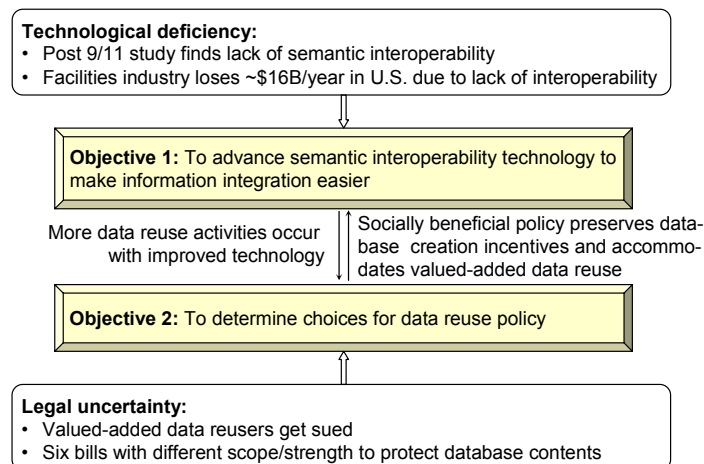 Technological deficiency:
• Post 9/11 study finds lack of semantic interoperability
• Facilities industry loses ~$16B/year in U.S. due to lack of interoperability
Objective 1: To advance semantic interoperability technology to
make information integration easier
More data reuse activities occur
with improved technology
Socially beneficial policy preserves data-
base creation incentives and accommo-
dates valued-added data reuse
Objective 2: To determine choices for data reuse policy
Legal uncertainty:
• Valued-added data reusers get sued
• Six bills with different scope/strength to protect database contents